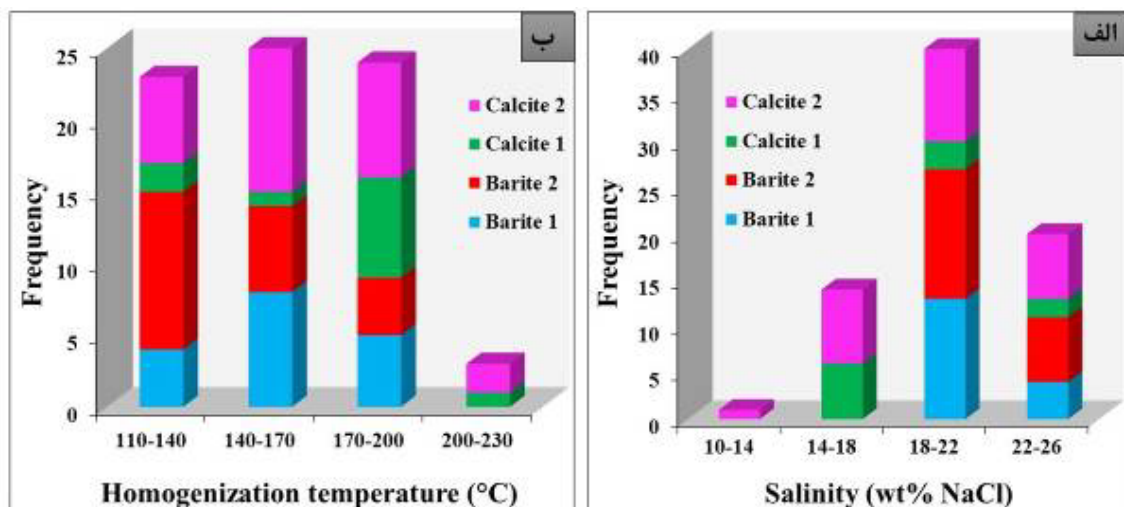 ب
25
20
15
10
5
0
Frequency
Calcite 2
Calcite 1
Barite 2
Barite 1
110-140 140-170 170-200 200-230
Homogenization temperature (°C)
الف
40
35
30
25
20
15
10
5
0
Frequency
Calcite 2
Calcite 1
Barite 2
Barite 1
10-14 14-18 18-22 22-26
Salinity (wt% NaCl)